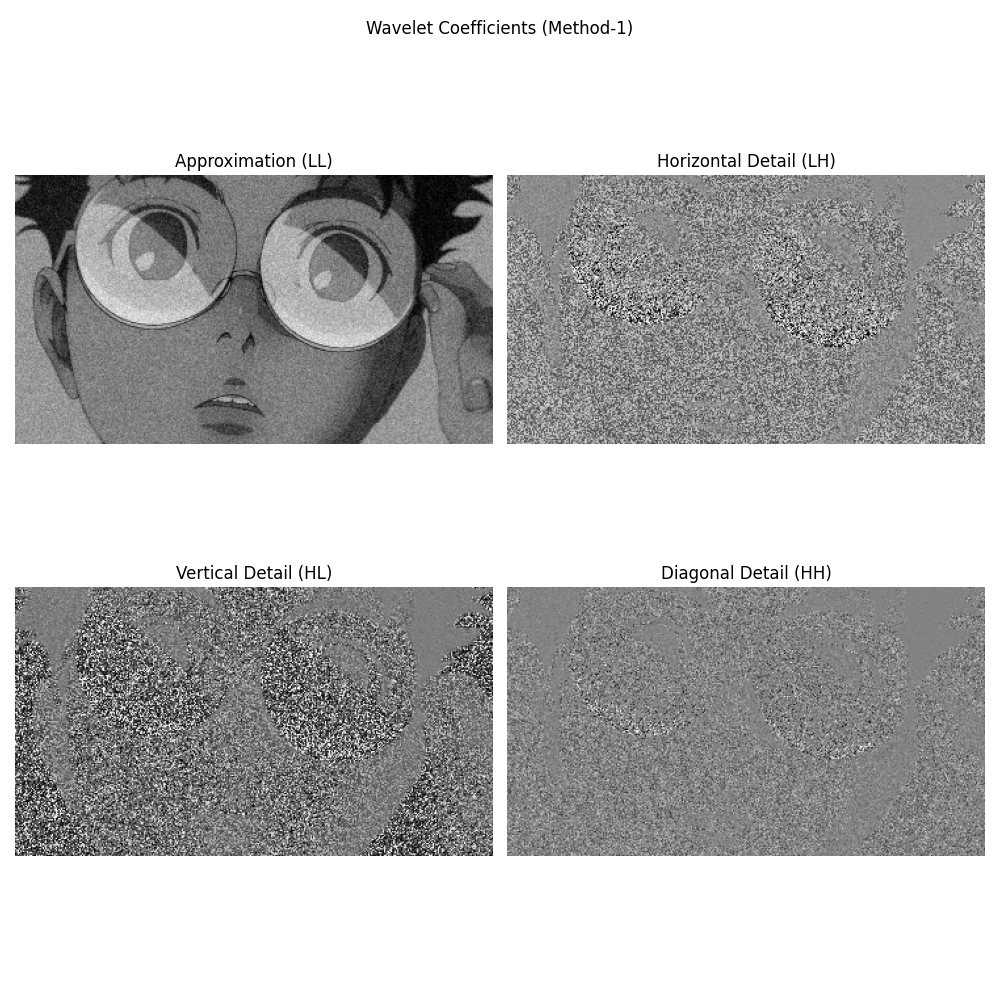 Wavelet Coefficients (Method-1)
Approximation (LL)
Horizontal Detail (LH)
Vertical Detail (HL)
Diagonal Detail (HH)